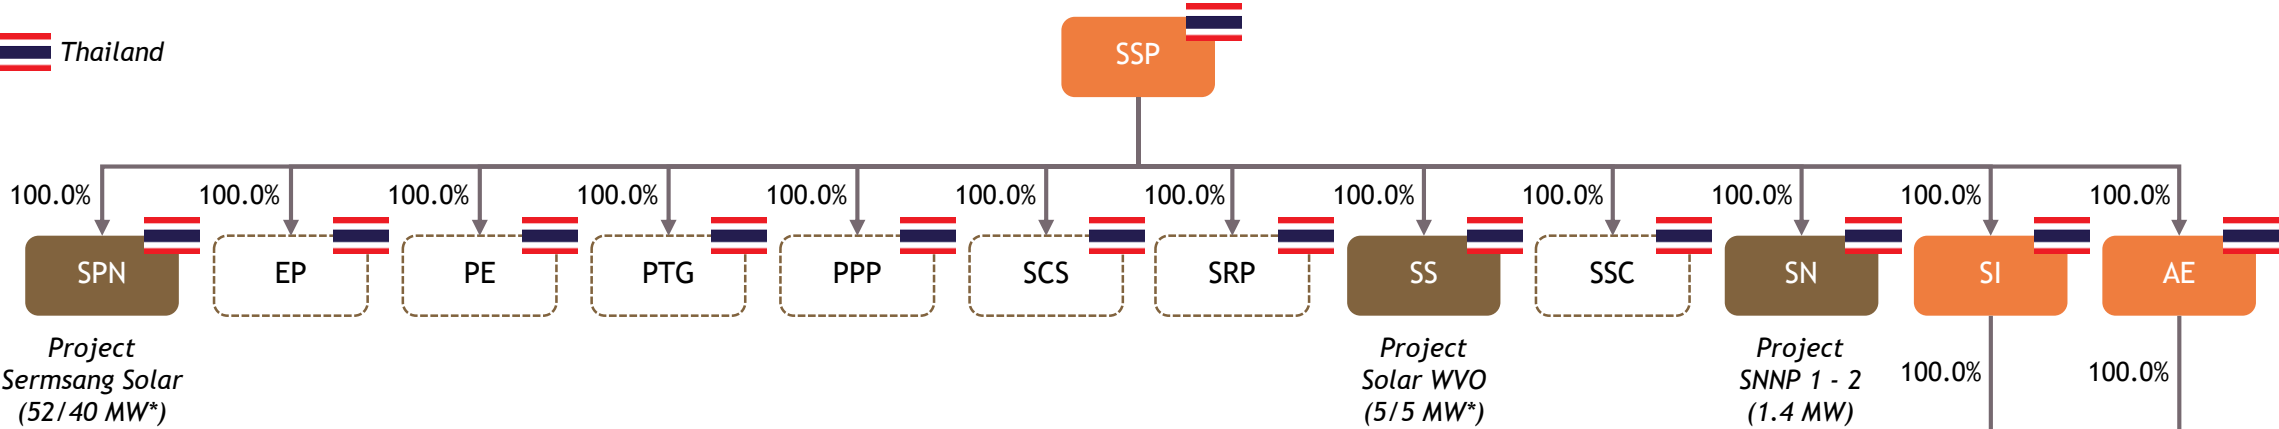 Thailand
SSP
100.0% 100.0% 100.0% 100.0% 100.0% 100.0% 100.0% 100.0% 100.0% 100.0% 100.0% 100.0%
SPN EP PE PTG PPP SCS SRP SS SSC SN SI AE
Project
Sermsang Solar
(52/40 MW*)
Project
Solar WVO
(5/5 MW*)
Project
SNNP 1 - 2
(1.4 MW)
100.0% 100.0%